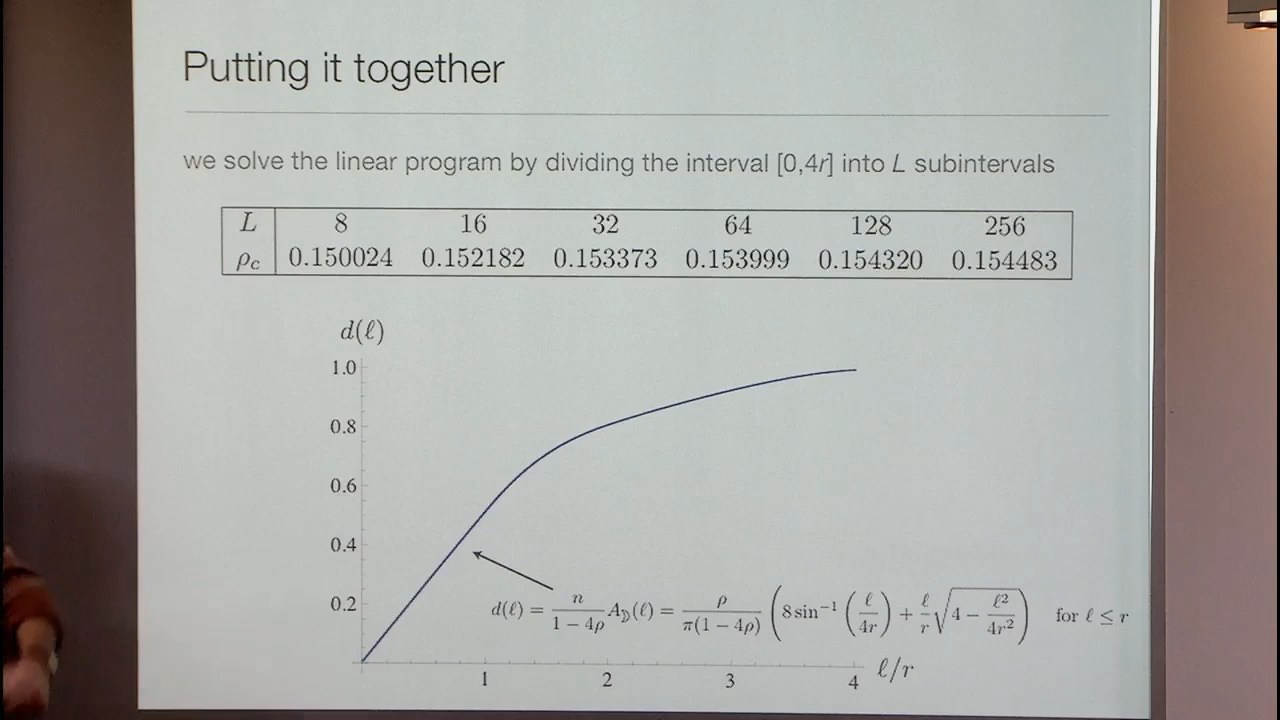 Putting it together
we solve the linear program by dividing the interval [0,4r] into L subintervals
L 8 16 32 64 128 256
ρc 0.150024 0.152182 0.153373 0.153999 0.154320 0.154483
d(ℓ)
1.0
0.8
0.6
0.4
0.2
d(ℓ) = n/(1 − 4ρ) A𝔻(ℓ) = ρ/(π(1 − 4ρ)) (8 sin⁻¹(ℓ/4r) + ℓ/r √(4 − ℓ²/4r²)) for ℓ ≤ r
1 2 3 4
ℓ/r